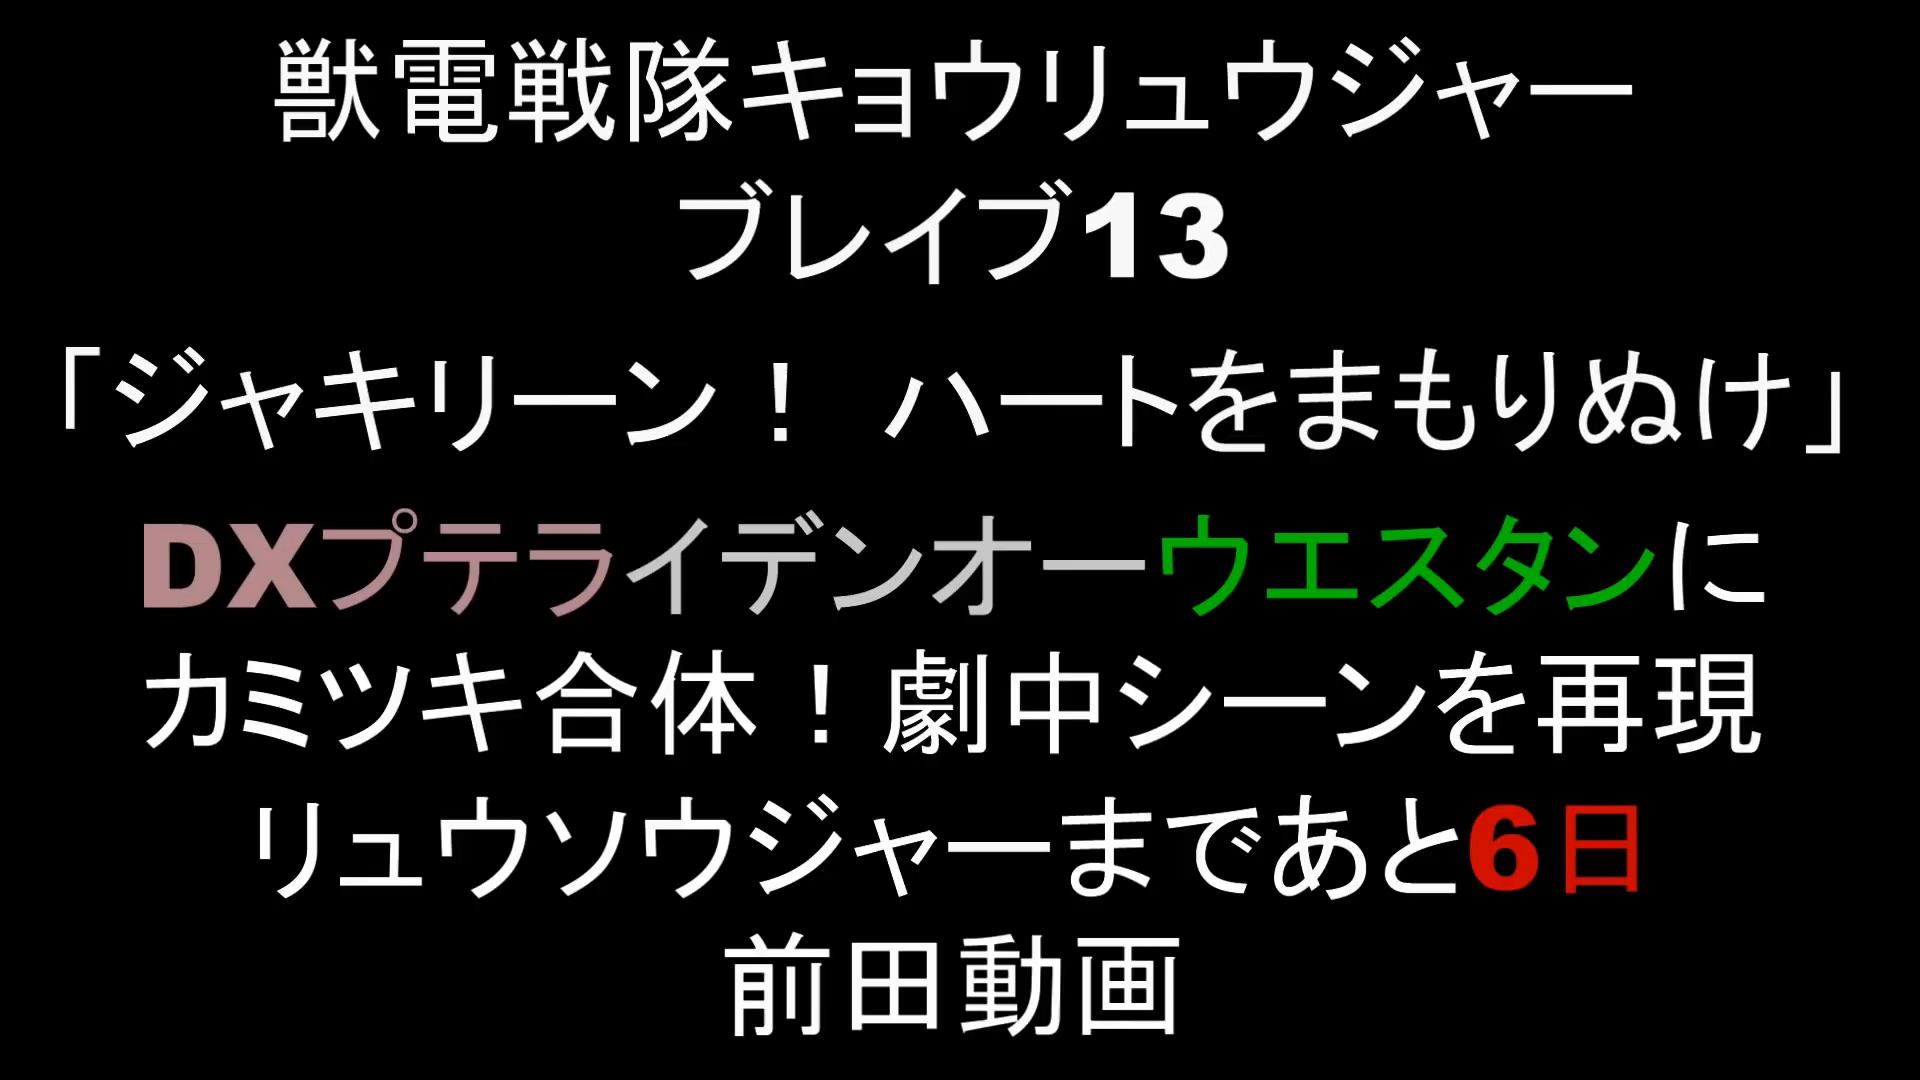 獣電戦隊キョウリュウジャー
ブレイブ13
「ジャキリーン！　ハートをまもりぬけ」
DXプテライデンオーウエスタンに
カミツキ合体！劇中シーンを再現
リュウソウジャーまであと6日
前田動画